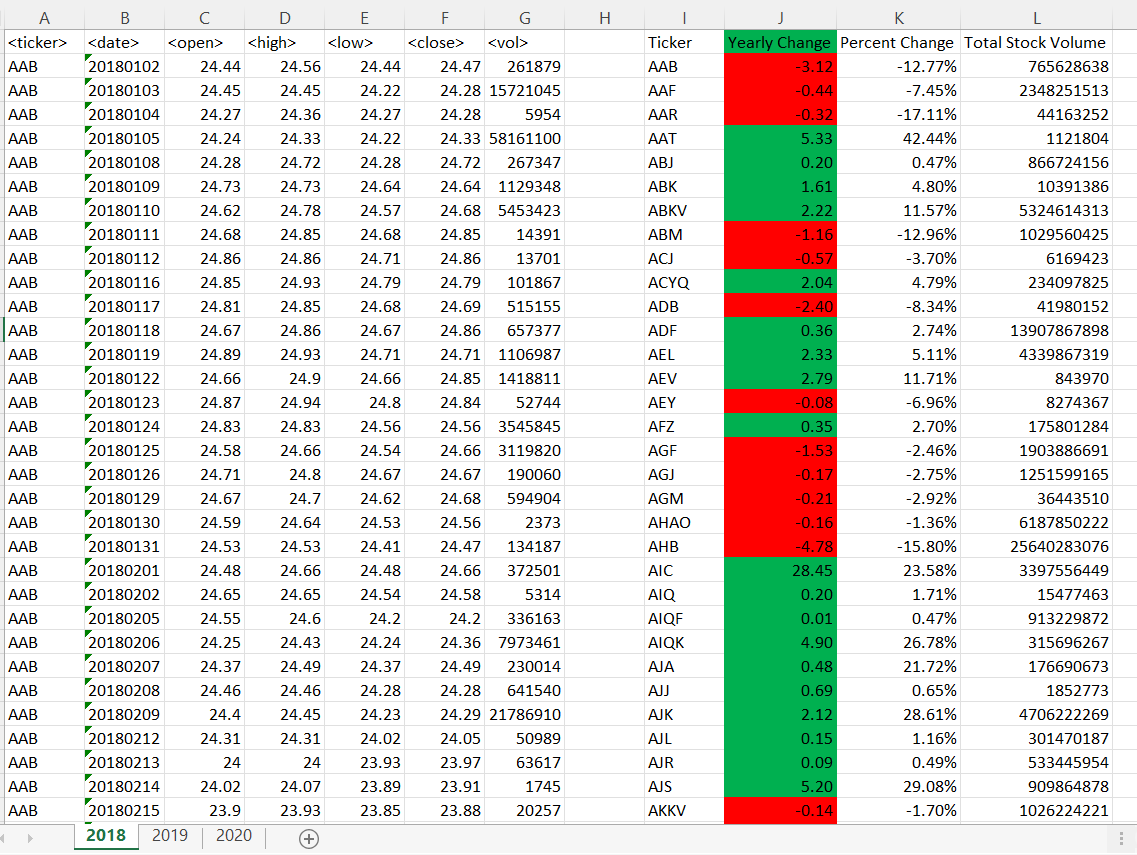 A B C D E F G H I J K L
<ticker> <date> <open> <high> <low> <close> <vol> Ticker Yearly Change Percent Change Total Stock Volume
AAB 20180102 24.44 24.56 24.44 24.47 261879 AAB -3.12 -12.77% 765628638
AAB 20180103 24.45 24.45 24.22 24.28 15721045 AAF -0.44 -7.45% 2348251513
AAB 20180104 24.27 24.36 24.27 24.28 5954 AAR -0.32 -17.11% 44163252
AAB 20180105 24.24 24.33 24.22 24.33 58161100 AAT 5.33 42.44% 1121804
AAB 20180108 24.28 24.72 24.28 24.72 267347 ABJ 0.20 0.47% 866724156
AAB 20180109 24.73 24.73 24.64 24.64 1129348 ABK 1.61 4.80% 10391386
AAB 20180110 24.62 24.78 24.57 24.68 5453423 ABKV 2.22 11.57% 5324614313
AAB 20180111 24.68 24.85 24.68 24.85 14391 ABM -1.16 -12.96% 1029560425
AAB 20180112 24.86 24.86 24.71 24.86 13701 ACJ -0.57 -3.70% 6169423
AAB 20180116 24.85 24.93 24.79 24.79 101867 ACYQ 2.04 4.79% 234097825
AAB 20180117 24.81 24.85 24.68 24.69 515155 ADB -2.40 -8.34% 41980152
AAB 20180118 24.67 24.86 24.67 24.86 657377 ADF 0.36 2.74% 13907867898
AAB 20180119 24.89 24.93 24.71 24.71 1106987 AEL 2.33 5.11% 4339867319
AAB 20180122 24.66 24.9 24.66 24.85 1418811 AEV 2.79 11.71% 843970
AAB 20180123 24.87 24.94 24.8 24.84 52744 AEY -0.08 -6.96% 8274367
AAB 20180124 24.83 24.83 24.56 24.56 3545845 AFZ 0.35 2.70% 175801284
AAB 20180125 24.58 24.66 24.54 24.66 3119820 AGF -1.53 -2.46% 1903886691
AAB 20180126 24.71 24.8 24.67 24.67 190060 AGJ -0.17 -2.75% 1251599165
AAB 20180129 24.67 24.7 24.62 24.68 594904 AGM -0.21 -2.92% 36443510
AAB 20180130 24.59 24.64 24.53 24.56 2373 AHAO -0.16 -1.36% 6187850222
AAB 20180131 24.53 24.53 24.41 24.47 134187 AHB -4.78 -15.80% 25640283076
AAB 20180201 24.48 24.66 24.48 24.66 372501 AIC 28.45 23.58% 3397556449
AAB 20180202 24.65 24.65 24.54 24.58 5314 AIQ 0.20 1.71% 15477463
AAB 20180205 24.55 24.6 24.2 24.2 336163 AIQF 0.01 0.47% 913229872
AAB 20180206 24.25 24.43 24.24 24.36 7973461 AIQK 4.90 26.78% 315696267
AAB 20180207 24.37 24.49 24.37 24.49 230014 AJA 0.48 21.72% 176690673
AAB 20180208 24.46 24.46 24.28 24.28 641540 AJJ 0.69 0.65% 1852773
AAB 20180209 24.4 24.45 24.23 24.29 21786910 AJK 2.12 28.61% 4706222269
AAB 20180212 24.31 24.31 24.02 24.05 50989 AJL 0.15 1.16% 301470187
AAB 20180213 24 24 23.93 23.97 63617 AJR 0.09 0.49% 533445954
AAB 20180214 24.02 24.07 23.89 23.91 1745 AJS 5.20 29.08% 909864878
AAB 20180215 23.9 23.93 23.85 23.88 20257 AKKV -0.14 -1.70% 1026224221
2018 2019 2020